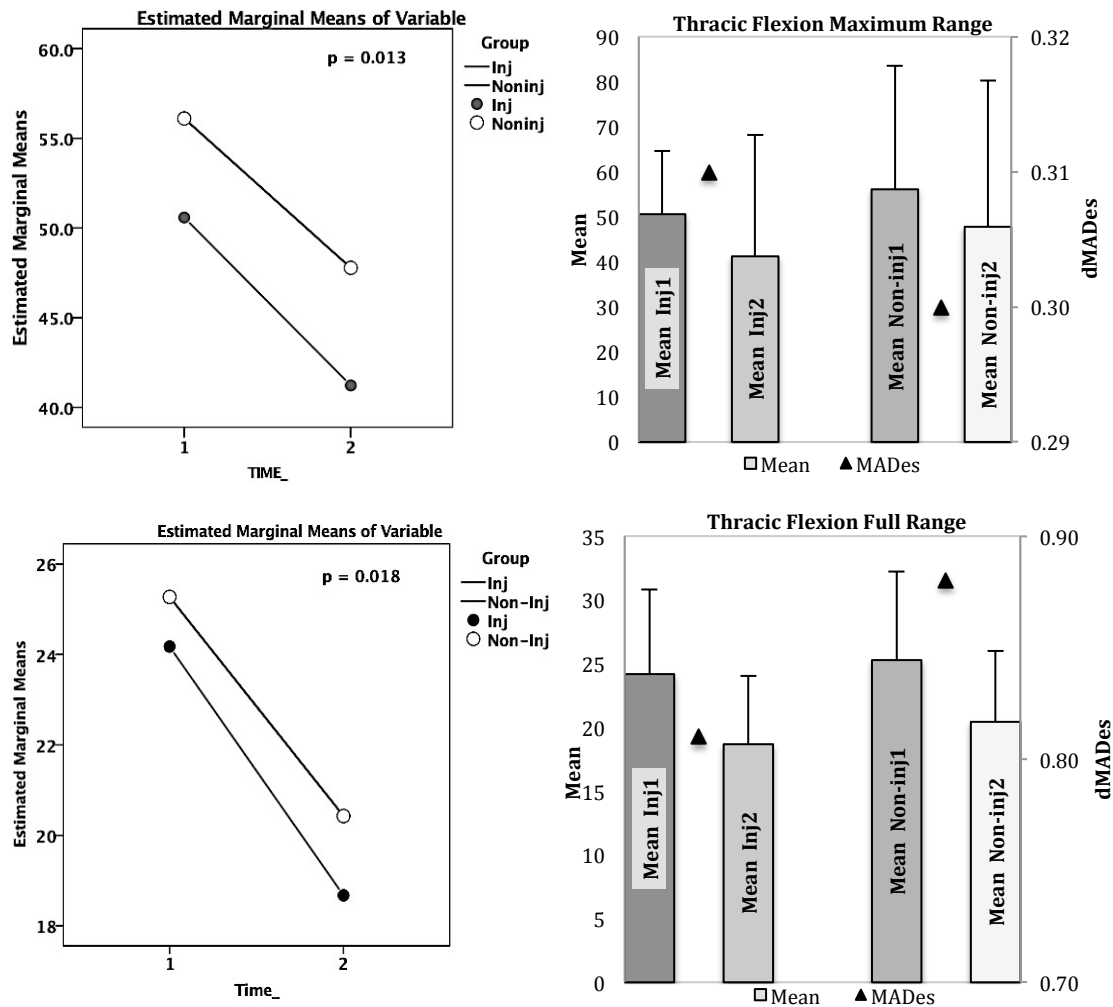 Estimated Marginal Means of Variable
p = 0.013
Group
Inj
Noninj
Inj
Noninj
Estimated Marginal Means
60.0
55.0
50.0
45.0
40.0
1
2
TIME_
Thracic Flexion Maximum Range
Mean
90
80
70
60
50
40
30
20
10
0
Mean Inj1
Mean Inj2
Mean Non-inj1
Mean Non-inj2
0.32
0.31
0.30
0.29
dMADes
Mean MADes
Estimated Marginal Means of Variable
p = 0.018
Group
Inj
Non-Inj
Inj
Non-Inj
Estimated Marginal Means
26
24
22
20
18
1
2
Time_
Thracic Flexion Full Range
Mean
35
30
25
20
15
10
5
0
Mean Inj1
Mean Inj2
Mean Non-inj1
Mean Non-inj2
0.90
0.80
0.70
dMADes
Mean MADes